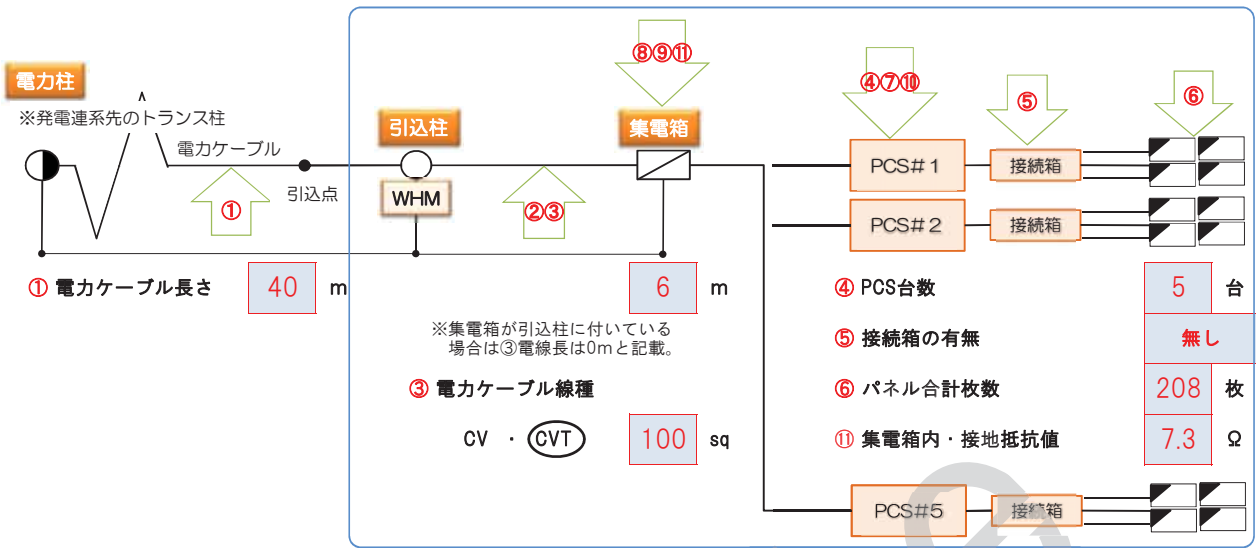 ⑧⑨⑪
④⑦⑩
⑤
⑥
電力柱
※発電連系先のトランス柱
電力ケーブル
引込柱
集電箱
引込点
WHM
①
②③
PCS#1
接続箱
PCS#2
接続箱
① 電力ケーブル長さ 40 m
6 m
④ PCS台数 5 台
※集電箱が引込柱に付いている
場合は③電線長は0mと記載。
⑤ 接続箱の有無 無し
③ 電力ケーブル線種
⑥ パネル合計枚数 208 枚
CV ・ CVT 100 sq
⑪ 集電箱内・接地抵抗値 7.3 Ω
PCS#5
接続箱